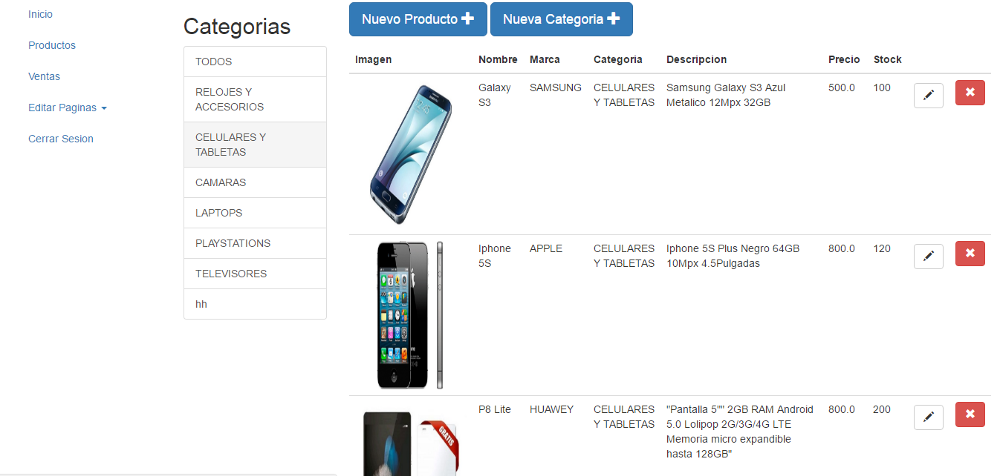 Inicio
Productos
Ventas
Editar Paginas
Cerrar Sesion
Categorias
TODOS
RELOJES Y
ACCESORIOS
CELULARES Y
TABLETAS
CAMARAS
LAPTOPS
PLAYSTATIONS
TELEVISORES
hh
Nuevo Producto
Nueva Categoria
Imagen Nombre Marca Categoria Descripcion Precio Stock
Galaxy SAMSUNG CELULARES Samsung Galaxy S3 Azul 500.0 100
S3 Y TABLETAS Metalico 12Mpx 32GB
SAMSUNG
12:45
Iphone APPLE CELULARES Iphone 5S Plus Negro 64GB 800.0 120
5S Y TABLETAS 10Mpx 4.5Pulgadas
P8 Lite HUAWEY CELULARES "Pantalla 5"" 2GB RAM Android 800.0 200
Y TABLETAS 5.0 Lolipop 2G/3G/4G LTE
Memoria micro expandible
hasta 128GB"
GRATIS